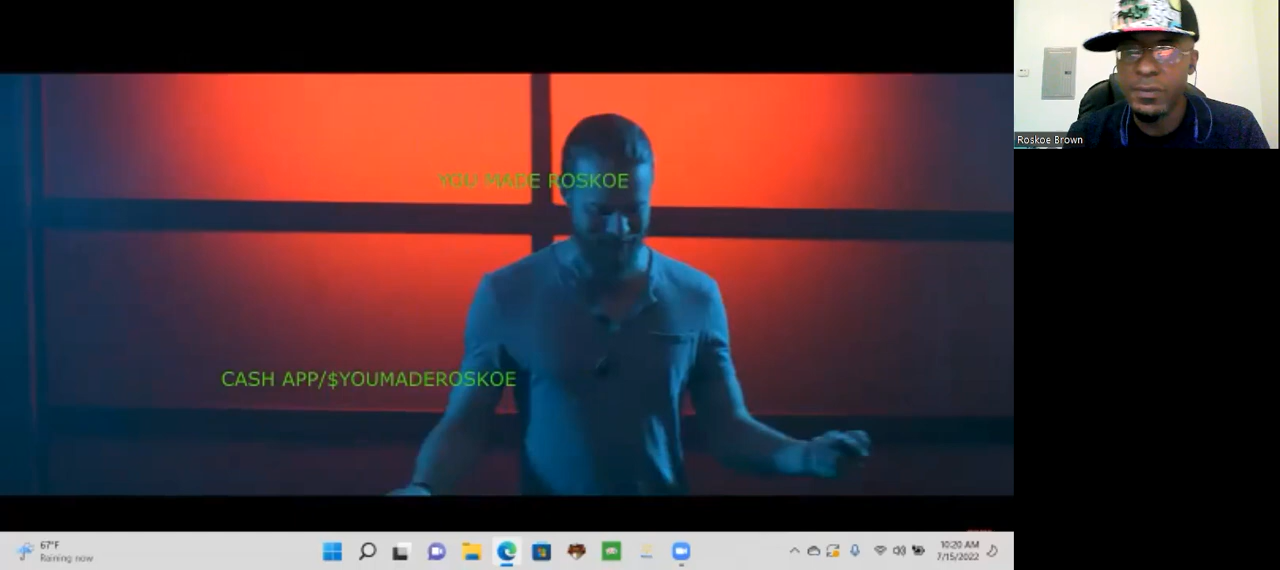 YOU MADE ROSKOE
CASH APP/$YOUMADEROSKOE
Roskoe Brown
67°F
Raining now
10:20 AM
7/15/2022